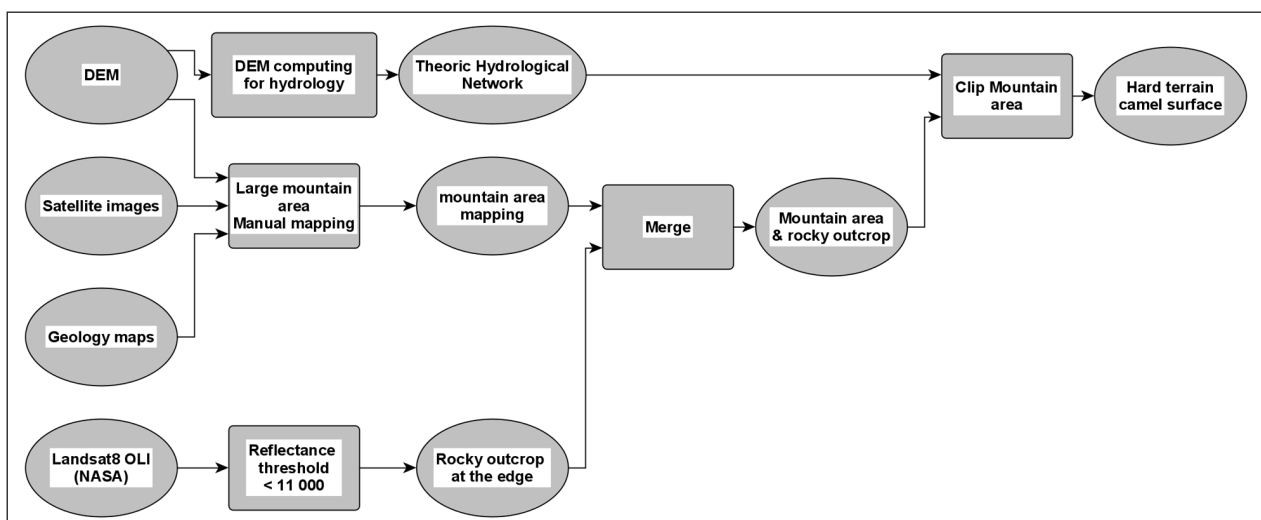 DEM
DEM computing
for hydrology
Theoric Hydrological
Network
Clip Mountain
area
Hard terrain
camel surface
Satellite images
Large mountain
area
Manual mapping
mountain area
mapping
Merge
Mountain area
& rocky outcrop
Geology maps
Landsat8 OLI
(NASA)
Reflectance
threshold
< 11 000
Rocky outcrop
at the edge